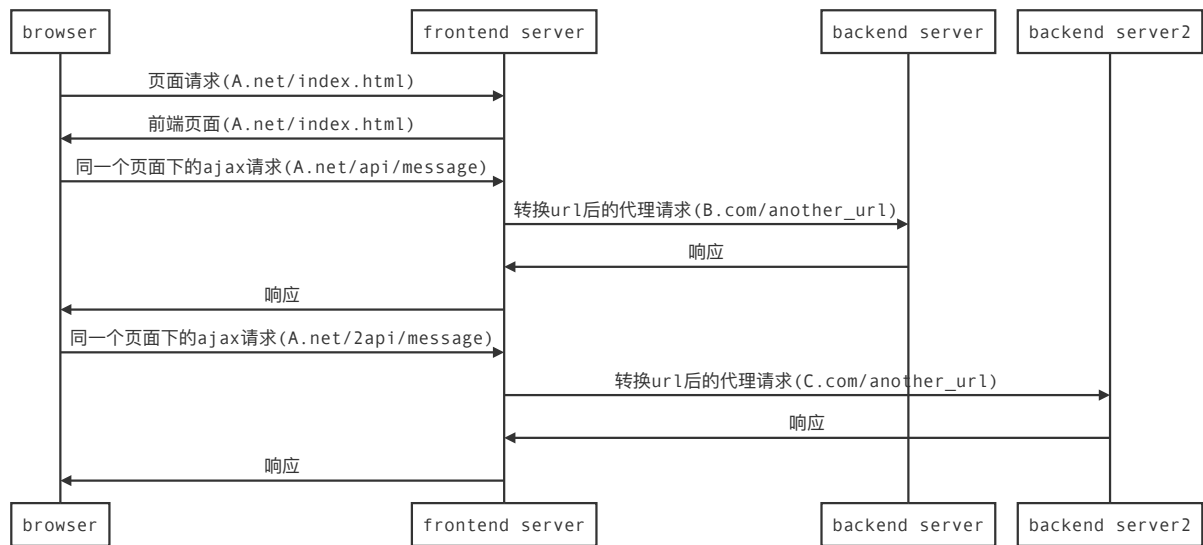 browser
frontend server
backend server
backend server2
页面请求(A.net/index.html)
前端页面(A.net/index.html)
同一个页面下的ajax请求(A.net/api/message)
转换url后的代理请求(B.com/another_url)
响应
响应
同一个页面下的ajax请求(A.net/2api/message)
转换url后的代理请求(C.com/another_url)
响应
响应
browser
frontend server
backend server
backend server2